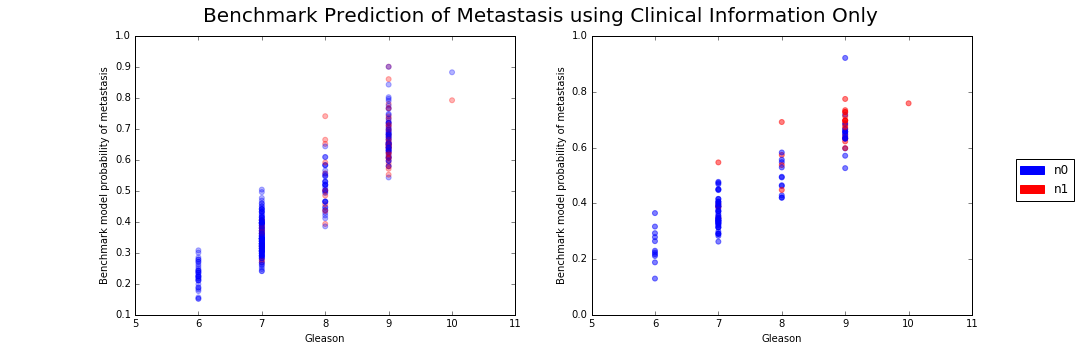 Benchmark Prediction of Metastasis using Clinical Information Only
Benchmark model probability of metastasis
1.0
0.9
0.8
0.7
0.6
0.5
0.4
0.3
0.2
0.1
5 6 7 8 9 10 11
Gleason
Benchmark model probability of metastasis
1.0
0.8
0.6
0.4
0.2
0.0
5 6 7 8 9 10 11
Gleason
n0
n1